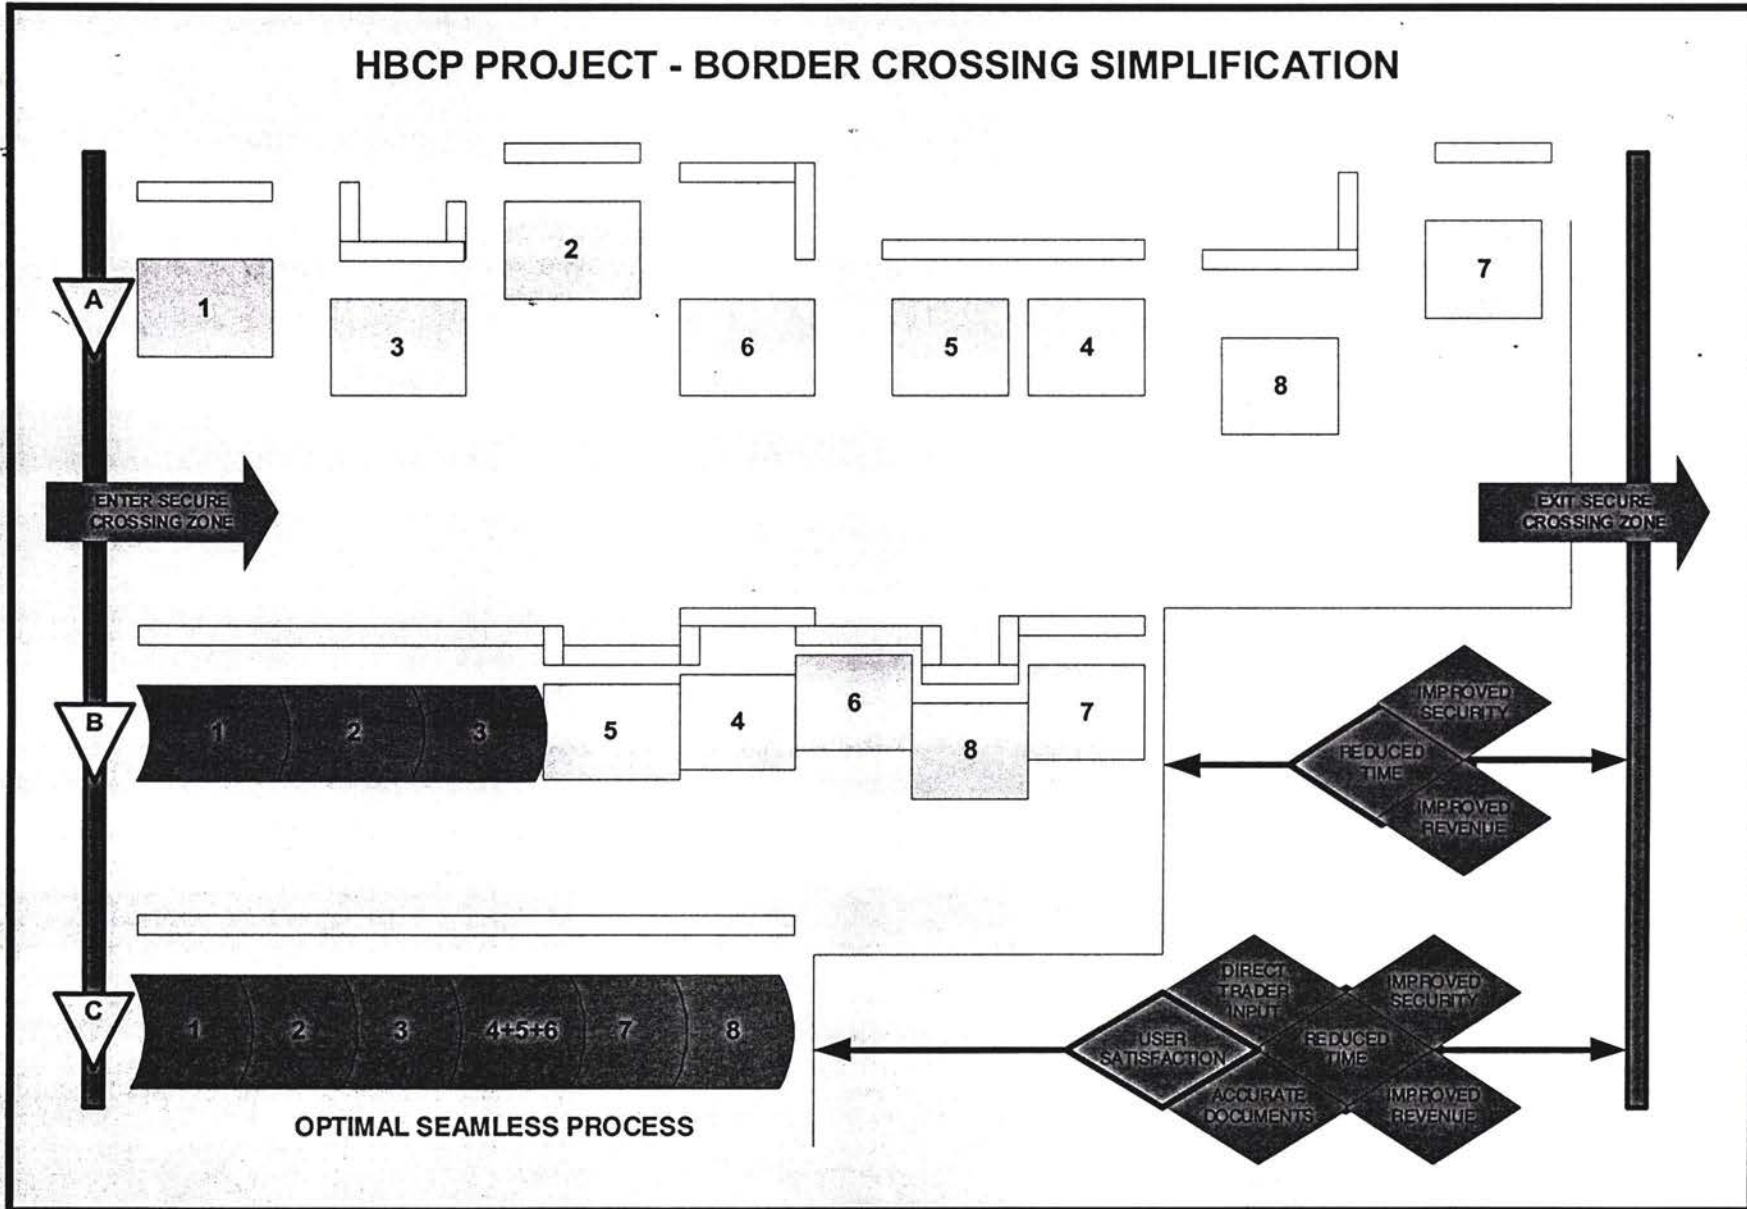 HBCP PROJECT - BORDER CROSSING SIMPLIFICATION
A
1
3
2
6
5
4
8
7
ENTER SECURE
CROSSING ZONE
EXIT SECURE
CROSSING ZONE
B
1
2
3
5
4
6
8
7
IMPROVED
SECURITY
REDUCED
TIME
IMPROVED
REVENUE
C
1
2
3
4+5+6
7
8
OPTIMAL SEAMLESS PROCESS
USER
SATISFACTION
DIRECT
TRADER
INPUT
ACCURATE
DOCUMENTS
REDUCED
TIME
IMPROVED
SECURITY
IMPROVED
REVENUE